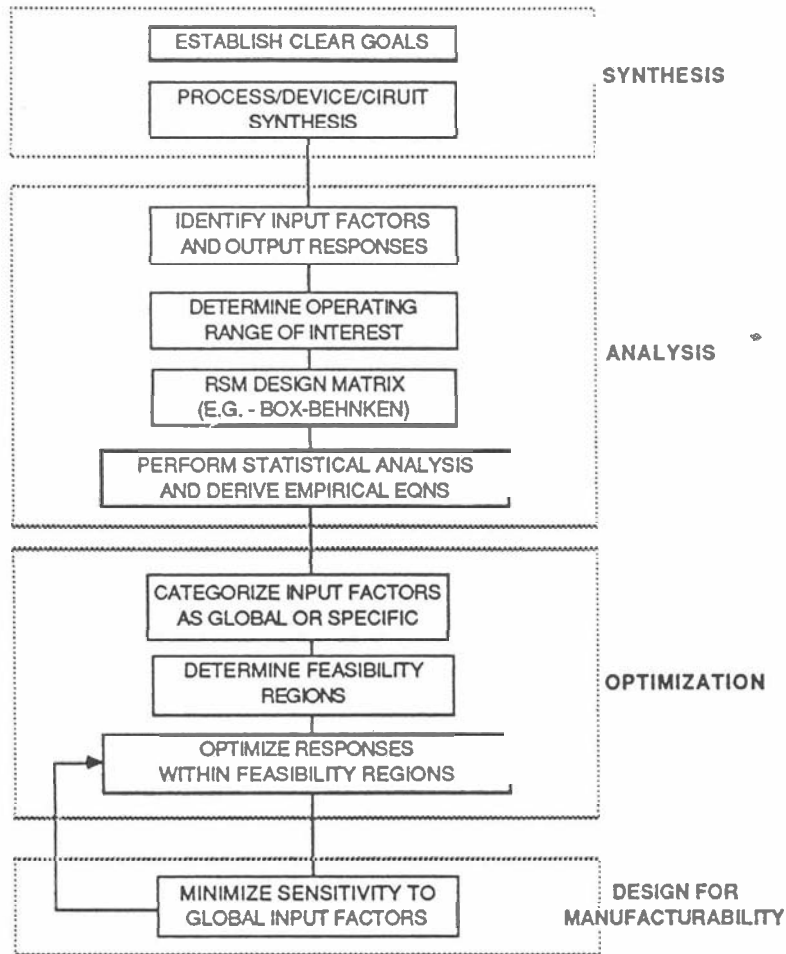 ESTABLISH CLEAR GOALS
PROCESS/DEVICE/CIRUIT
SYNTHESIS
SYNTHESIS
IDENTIFY INPUT FACTORS
AND OUTPUT RESPONSES
DETERMINE OPERATING
RANGE OF INTEREST
RSM DESIGN MATRIX
(E.G. - BOX-BEHNKEN)
PERFORM STATISTICAL ANALYSIS
AND DERIVE EMPIRICAL EQNS
ANALYSIS
CATEGORIZE INPUT FACTORS
AS GLOBAL OR SPECIFIC
DETERMINE FEASIBILITY
REGIONS
OPTIMIZE RESPONSES
WITHIN FEASIBILITY REGIONS
OPTIMIZATION
MINIMIZE SENSITIVITY TO
GLOBAL INPUT FACTORS
DESIGN FOR
MANUFACTURABILITY